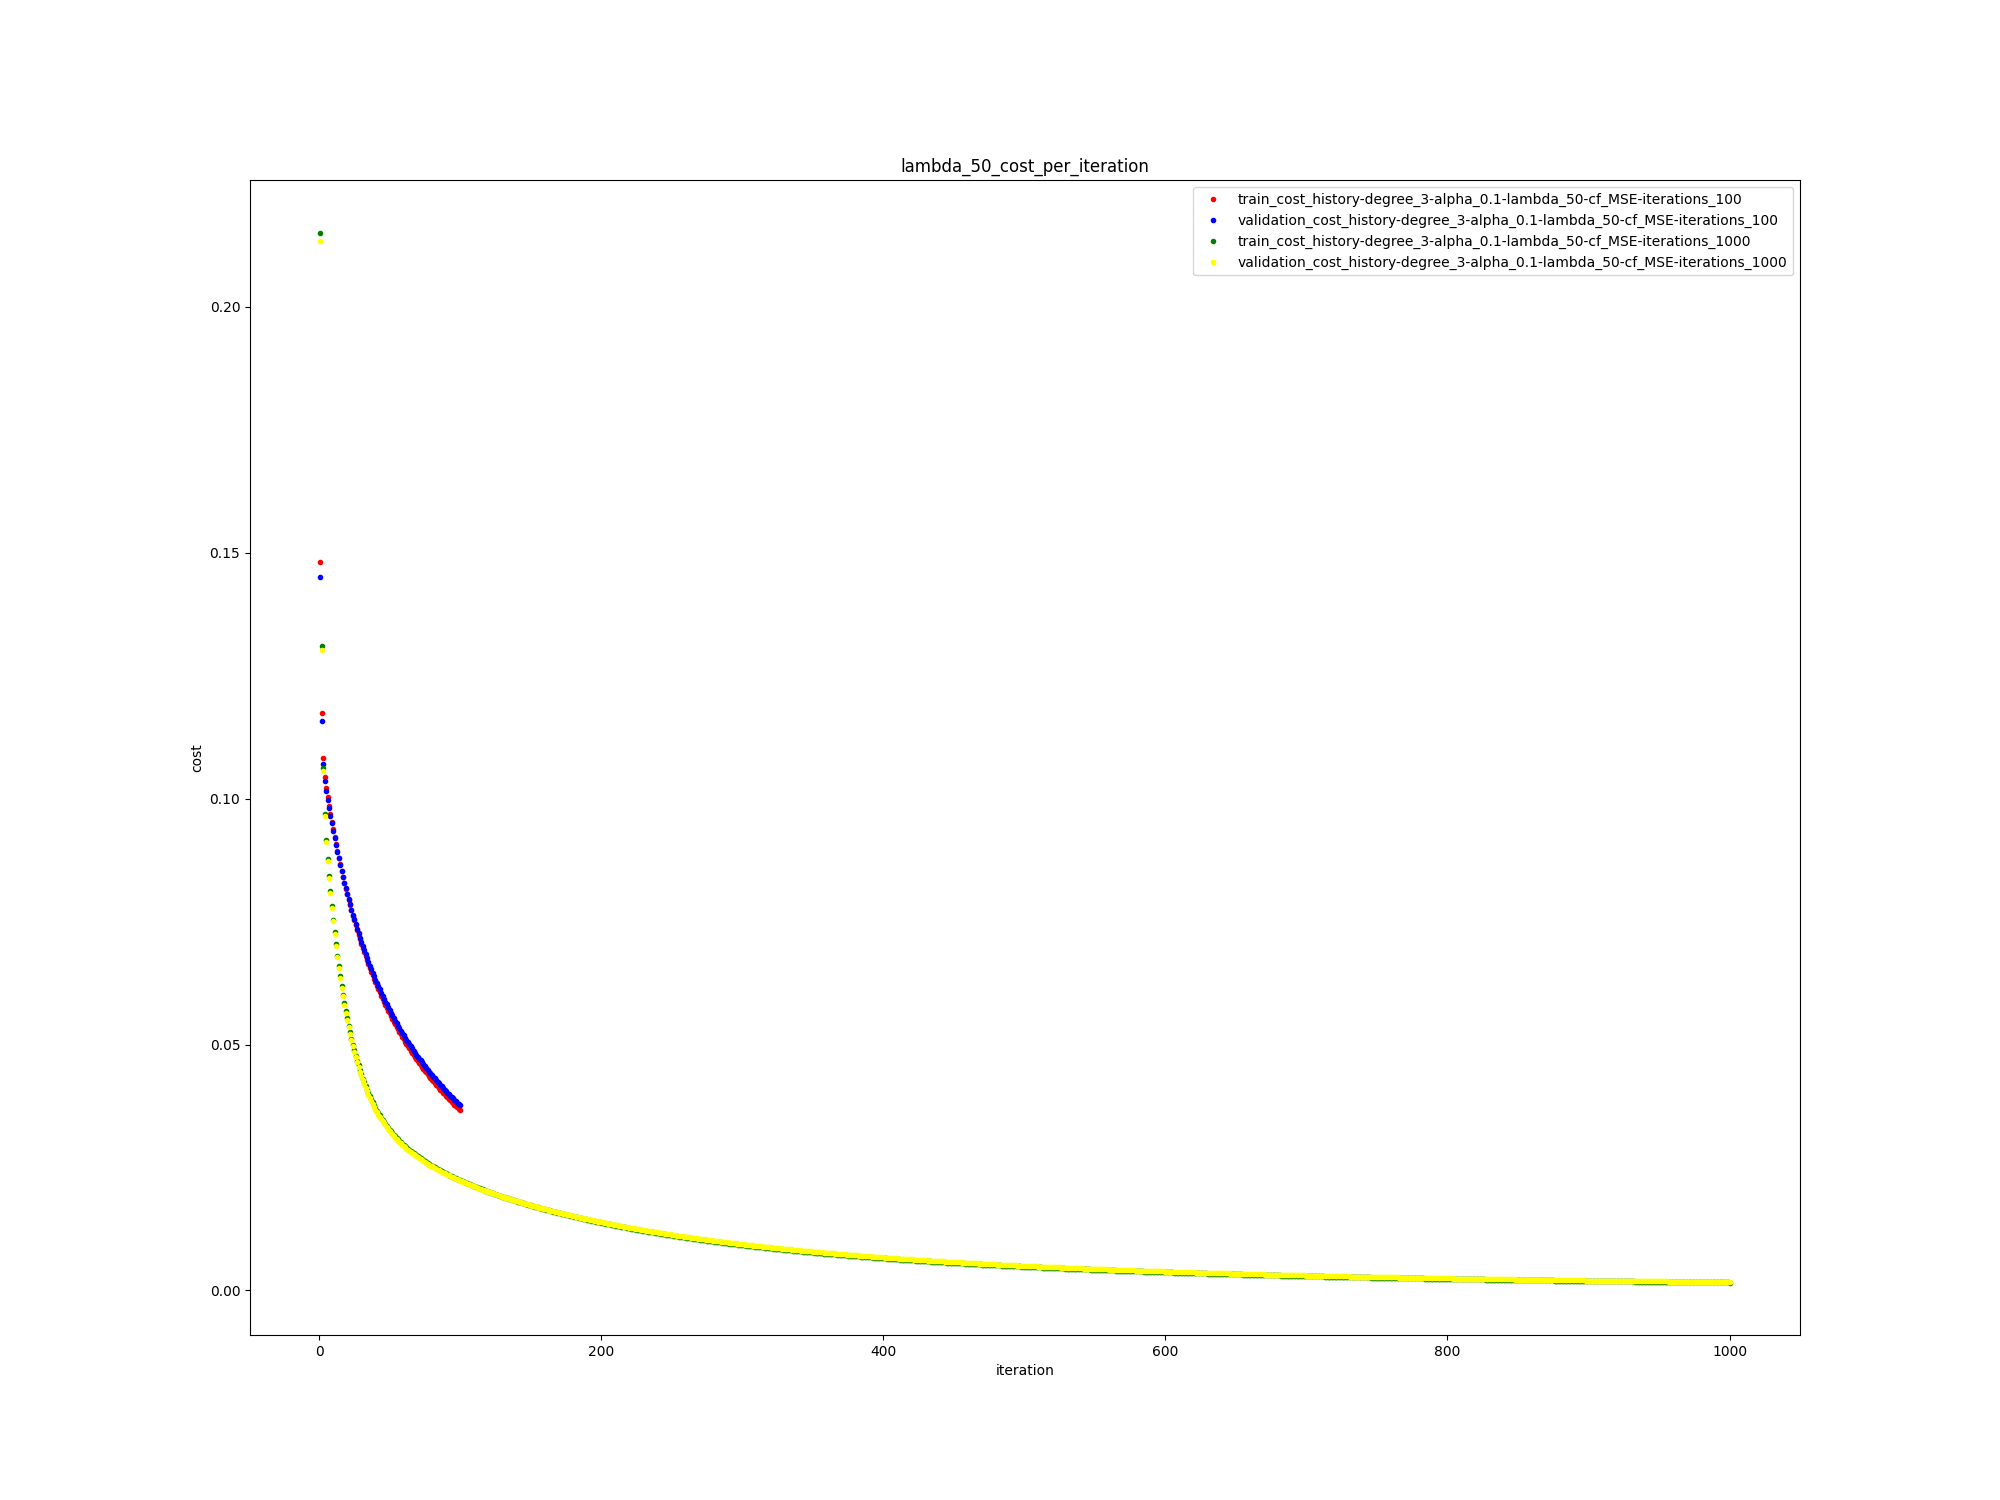 lambda_50_cost_per_iteration
train_cost_history-degree_3-alpha_0.1-lambda_50-cf_MSE-iterations_100
validation_cost_history-degree_3-alpha_0.1-lambda_50-cf_MSE-iterations_100
train_cost_history-degree_3-alpha_0.1-lambda_50-cf_MSE-iterations_1000
validation_cost_history-degree_3-alpha_0.1-lambda_50-cf_MSE-iterations_1000
cost
0.20
0.15
0.10
0.05
0.00
0 200 400 600 800 1000
iteration